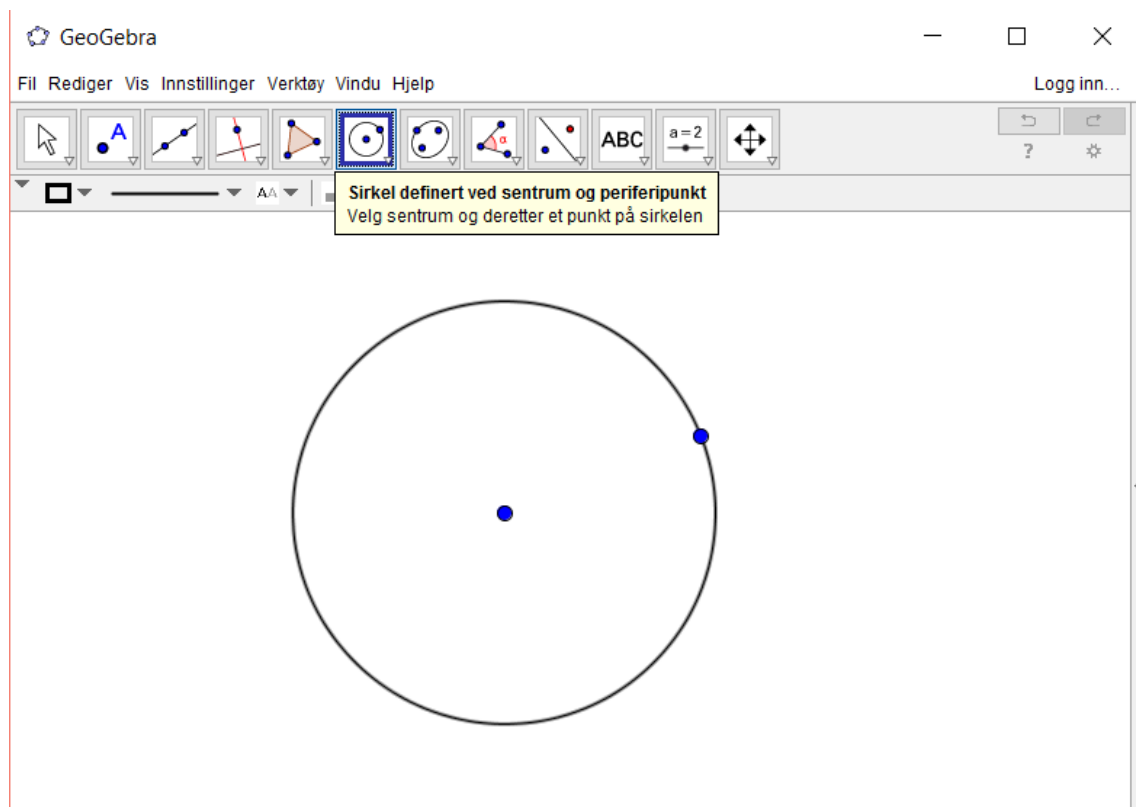 GeoGebra
Fil Rediger Vis Innstillinger Verktøy Vindu Hjelp
Logg inn...
A
α
ABC
a=2
?
AA
Sirkel definert ved sentrum og periferipunkt
Velg sentrum og deretter et punkt på sirkelen